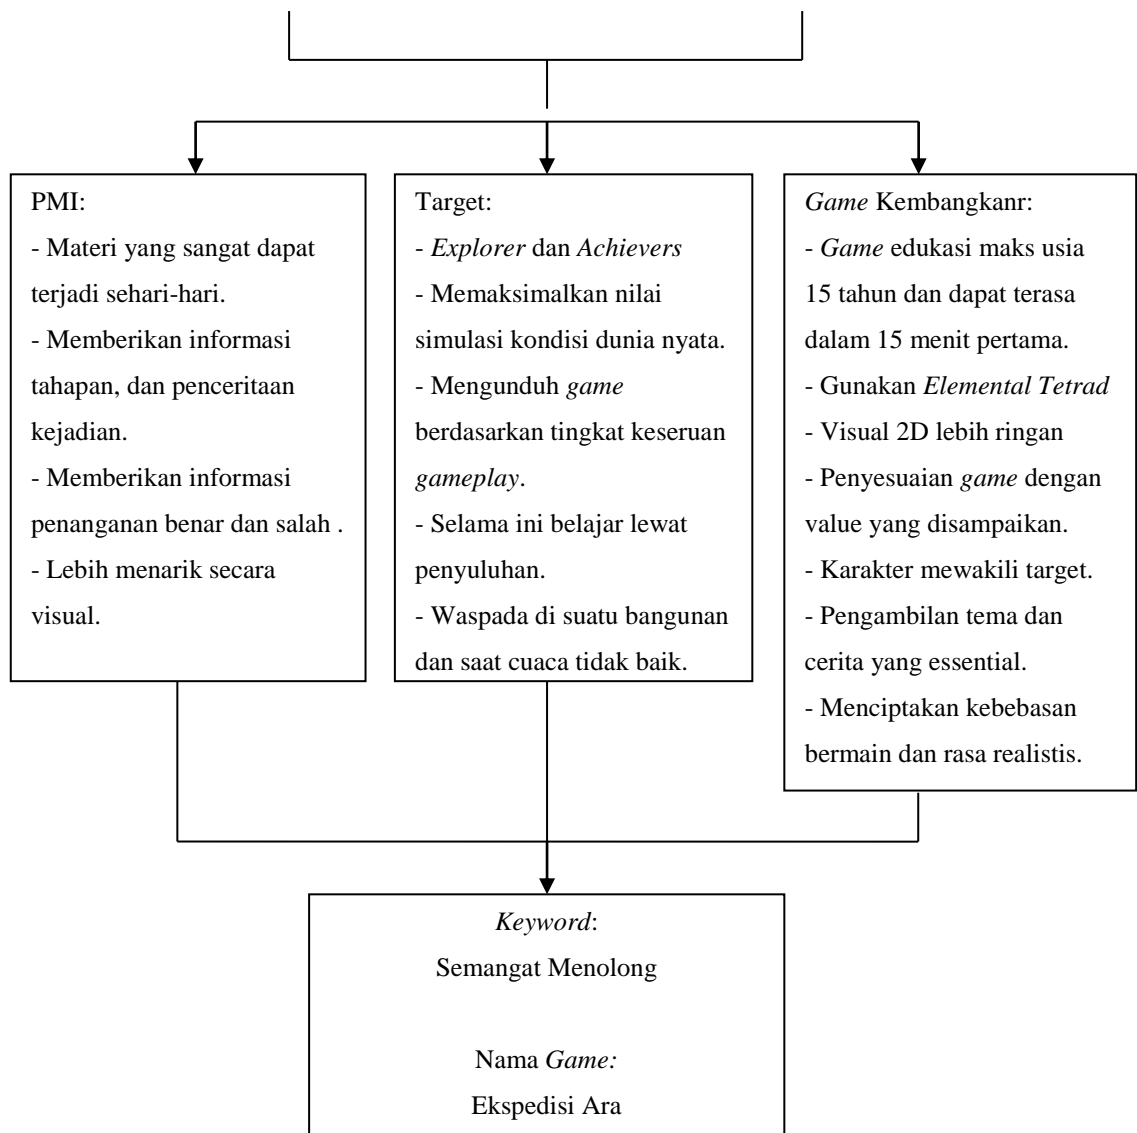 PMI:
- Materi yang sangat dapat
terjadi sehari-hari.
- Memberikan informasi
tahapan, dan penceritaan
kejadian.
- Memberikan informasi
penanganan benar dan salah .
- Lebih menarik secara
visual.
Target:
- Explorer dan Achievers
- Memaksimalkan nilai
simulasi kondisi dunia nyata.
- Mengunduh game
berdasarkan tingkat keseruan
gameplay.
- Selama ini belajar lewat
penyuluhan.
- Waspada di suatu bangunan
dan saat cuaca tidak baik.
Game Kembangkanr:
- Game edukasi maks usia
15 tahun dan dapat terasa
dalam 15 menit pertama.
- Gunakan Elemental Tetrad
- Visual 2D lebih ringan
- Penyesuaian game dengan
value yang disampaikan.
- Karakter mewakili target.
- Pengambilan tema dan
cerita yang essential.
- Menciptakan kebebasan
bermain dan rasa realistis.
Keyword:
Semangat Menolong
Nama Game:
Ekspedisi Ara